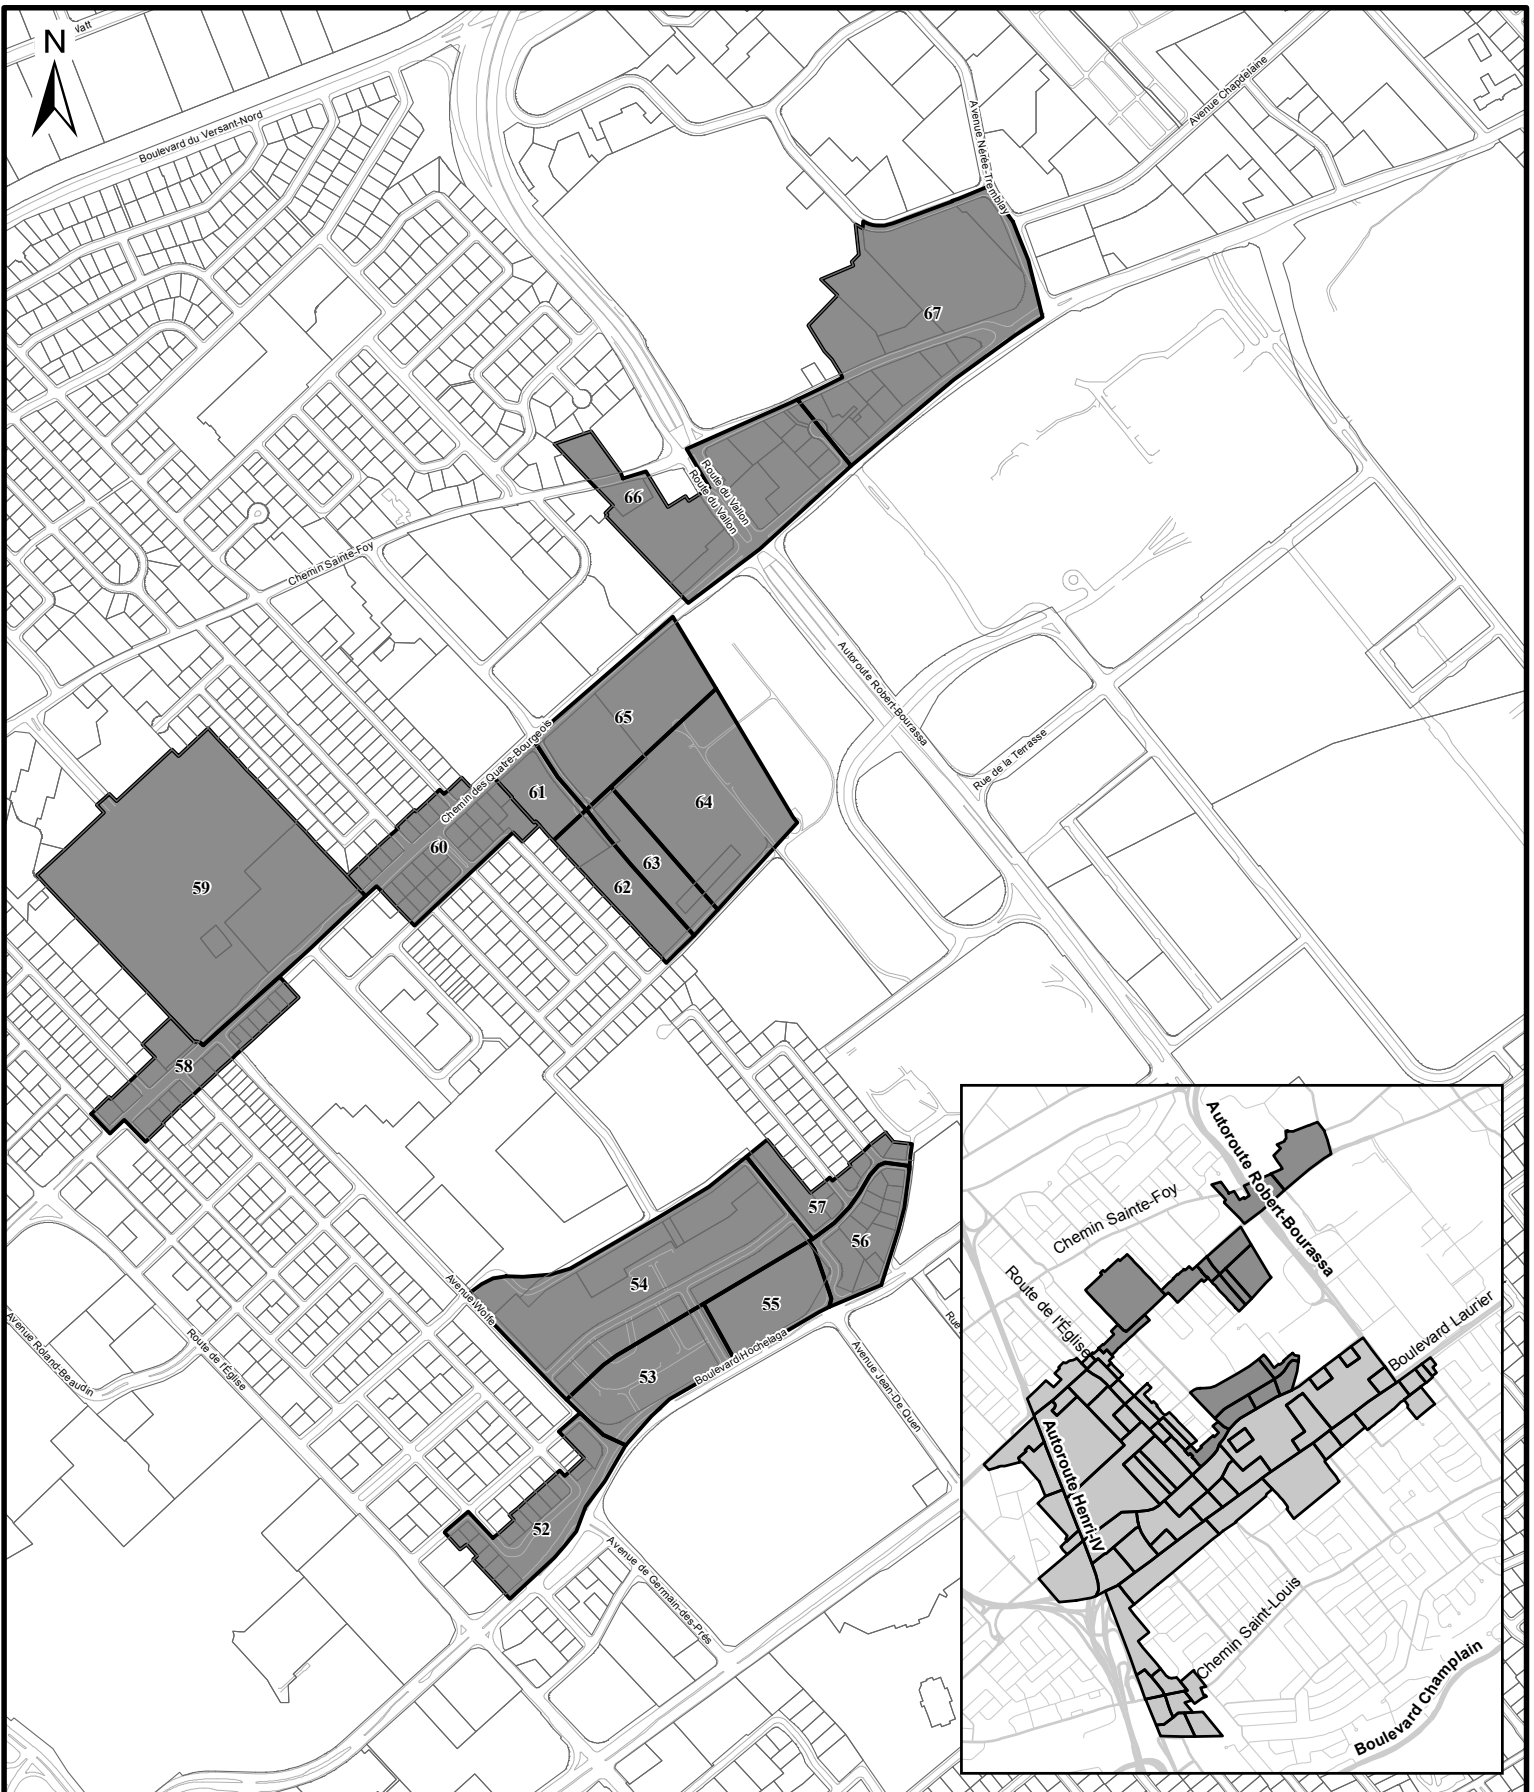 N
Watt
Boulevard du Versant-Nord
Avenue Nérée-Tremblay
Avenue Chapdelaine
67
66
Route du Vallon
Route du Vallon
Chemin Sainte-Foy
Autoroute Robert-Bourassa
65
Chemin des Quatre-Bourgeois
61
64
Rue de la Terrasse
60
63
62
59
58
57
56
54
55
Avenue Wolfe
Boulevard Hochelaga
53
Rue
Avenue Roland-Beaudin
Route de l'Église
Avenue Jean-De Quen
52
Avenue de Germain-des-Prés
Autoroute Robert-Bourassa
Chemin Sainte-Foy
Route de l'Église
Boulevard Laurier
Autoroute Henri-IV
Chemin Saint-Louis
Boulevard Champlain